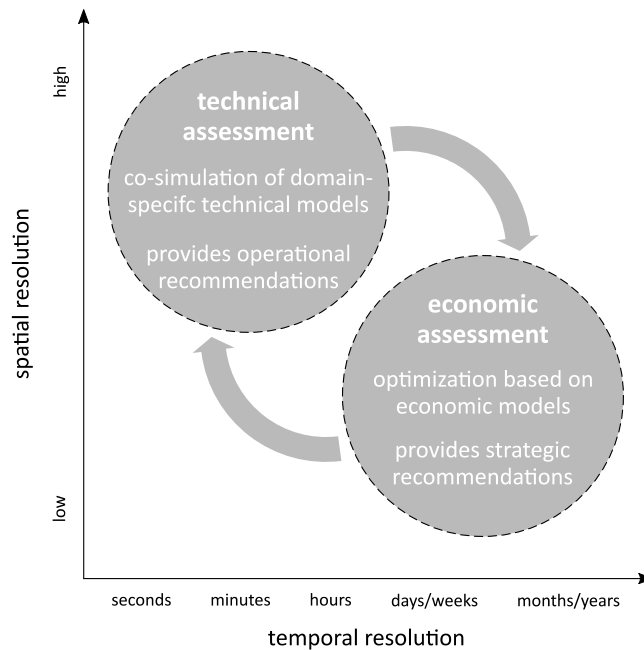 high
spatial resolution
low
technical
assessment
co-simulation of domain-
specifc technical models
provides operational
recommendations
economic
assessment
optimization based on
economic models
provides strategic
recommendations
seconds minutes hours days/weeks months/years
temporal resolution